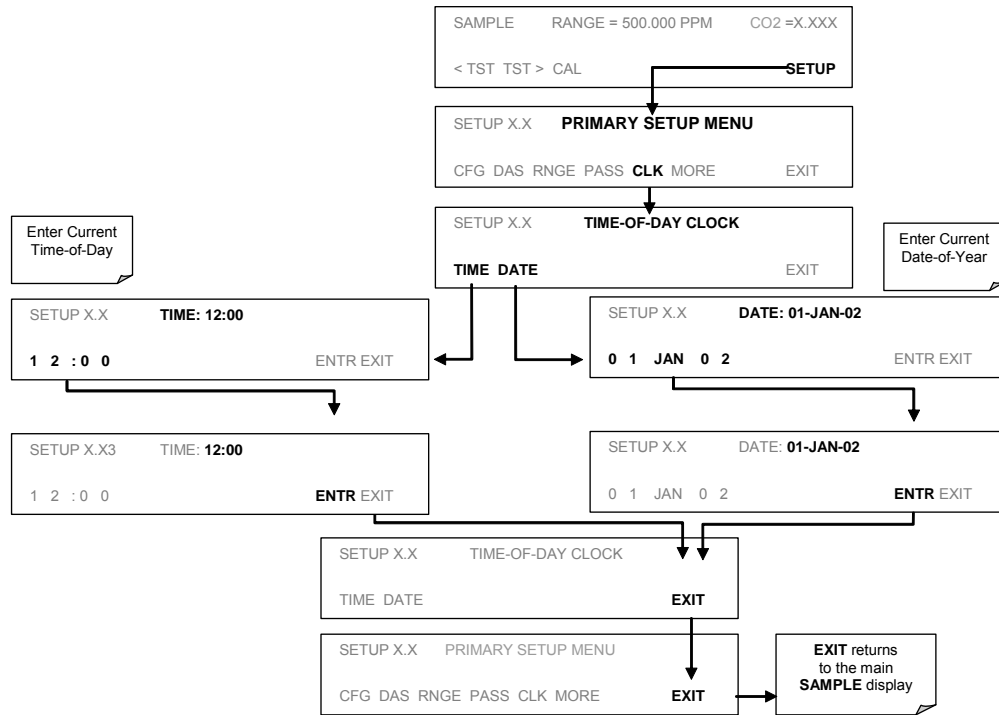 SAMPLE RANGE = 500.000 PPM CO2 =X.XXX
< TST TST > CAL SETUP
SETUP X.X PRIMARY SETUP MENU
CFG DAS RNGE PASS CLK MORE EXIT
SETUP X.X TIME-OF-DAY CLOCK
TIME DATE EXIT
Enter Current
Time-of-Day
Enter Current
Date-of-Year
SETUP X.X TIME: 12:00
1 2 :0 0 ENTR EXIT
SETUP X.X DATE: 01-JAN-02
0 1 JAN 0 2 ENTR EXIT
SETUP X.X3 TIME: 12:00
1 2 :0 0 ENTR EXIT
SETUP X.X DATE: 01-JAN-02
0 1 JAN 0 2 ENTR EXIT
SETUP X.X TIME-OF-DAY CLOCK
TIME DATE EXIT
SETUP X.X PRIMARY SETUP MENU
CFG DAS RNGE PASS CLK MORE EXIT
EXIT returns
to the main
SAMPLE display